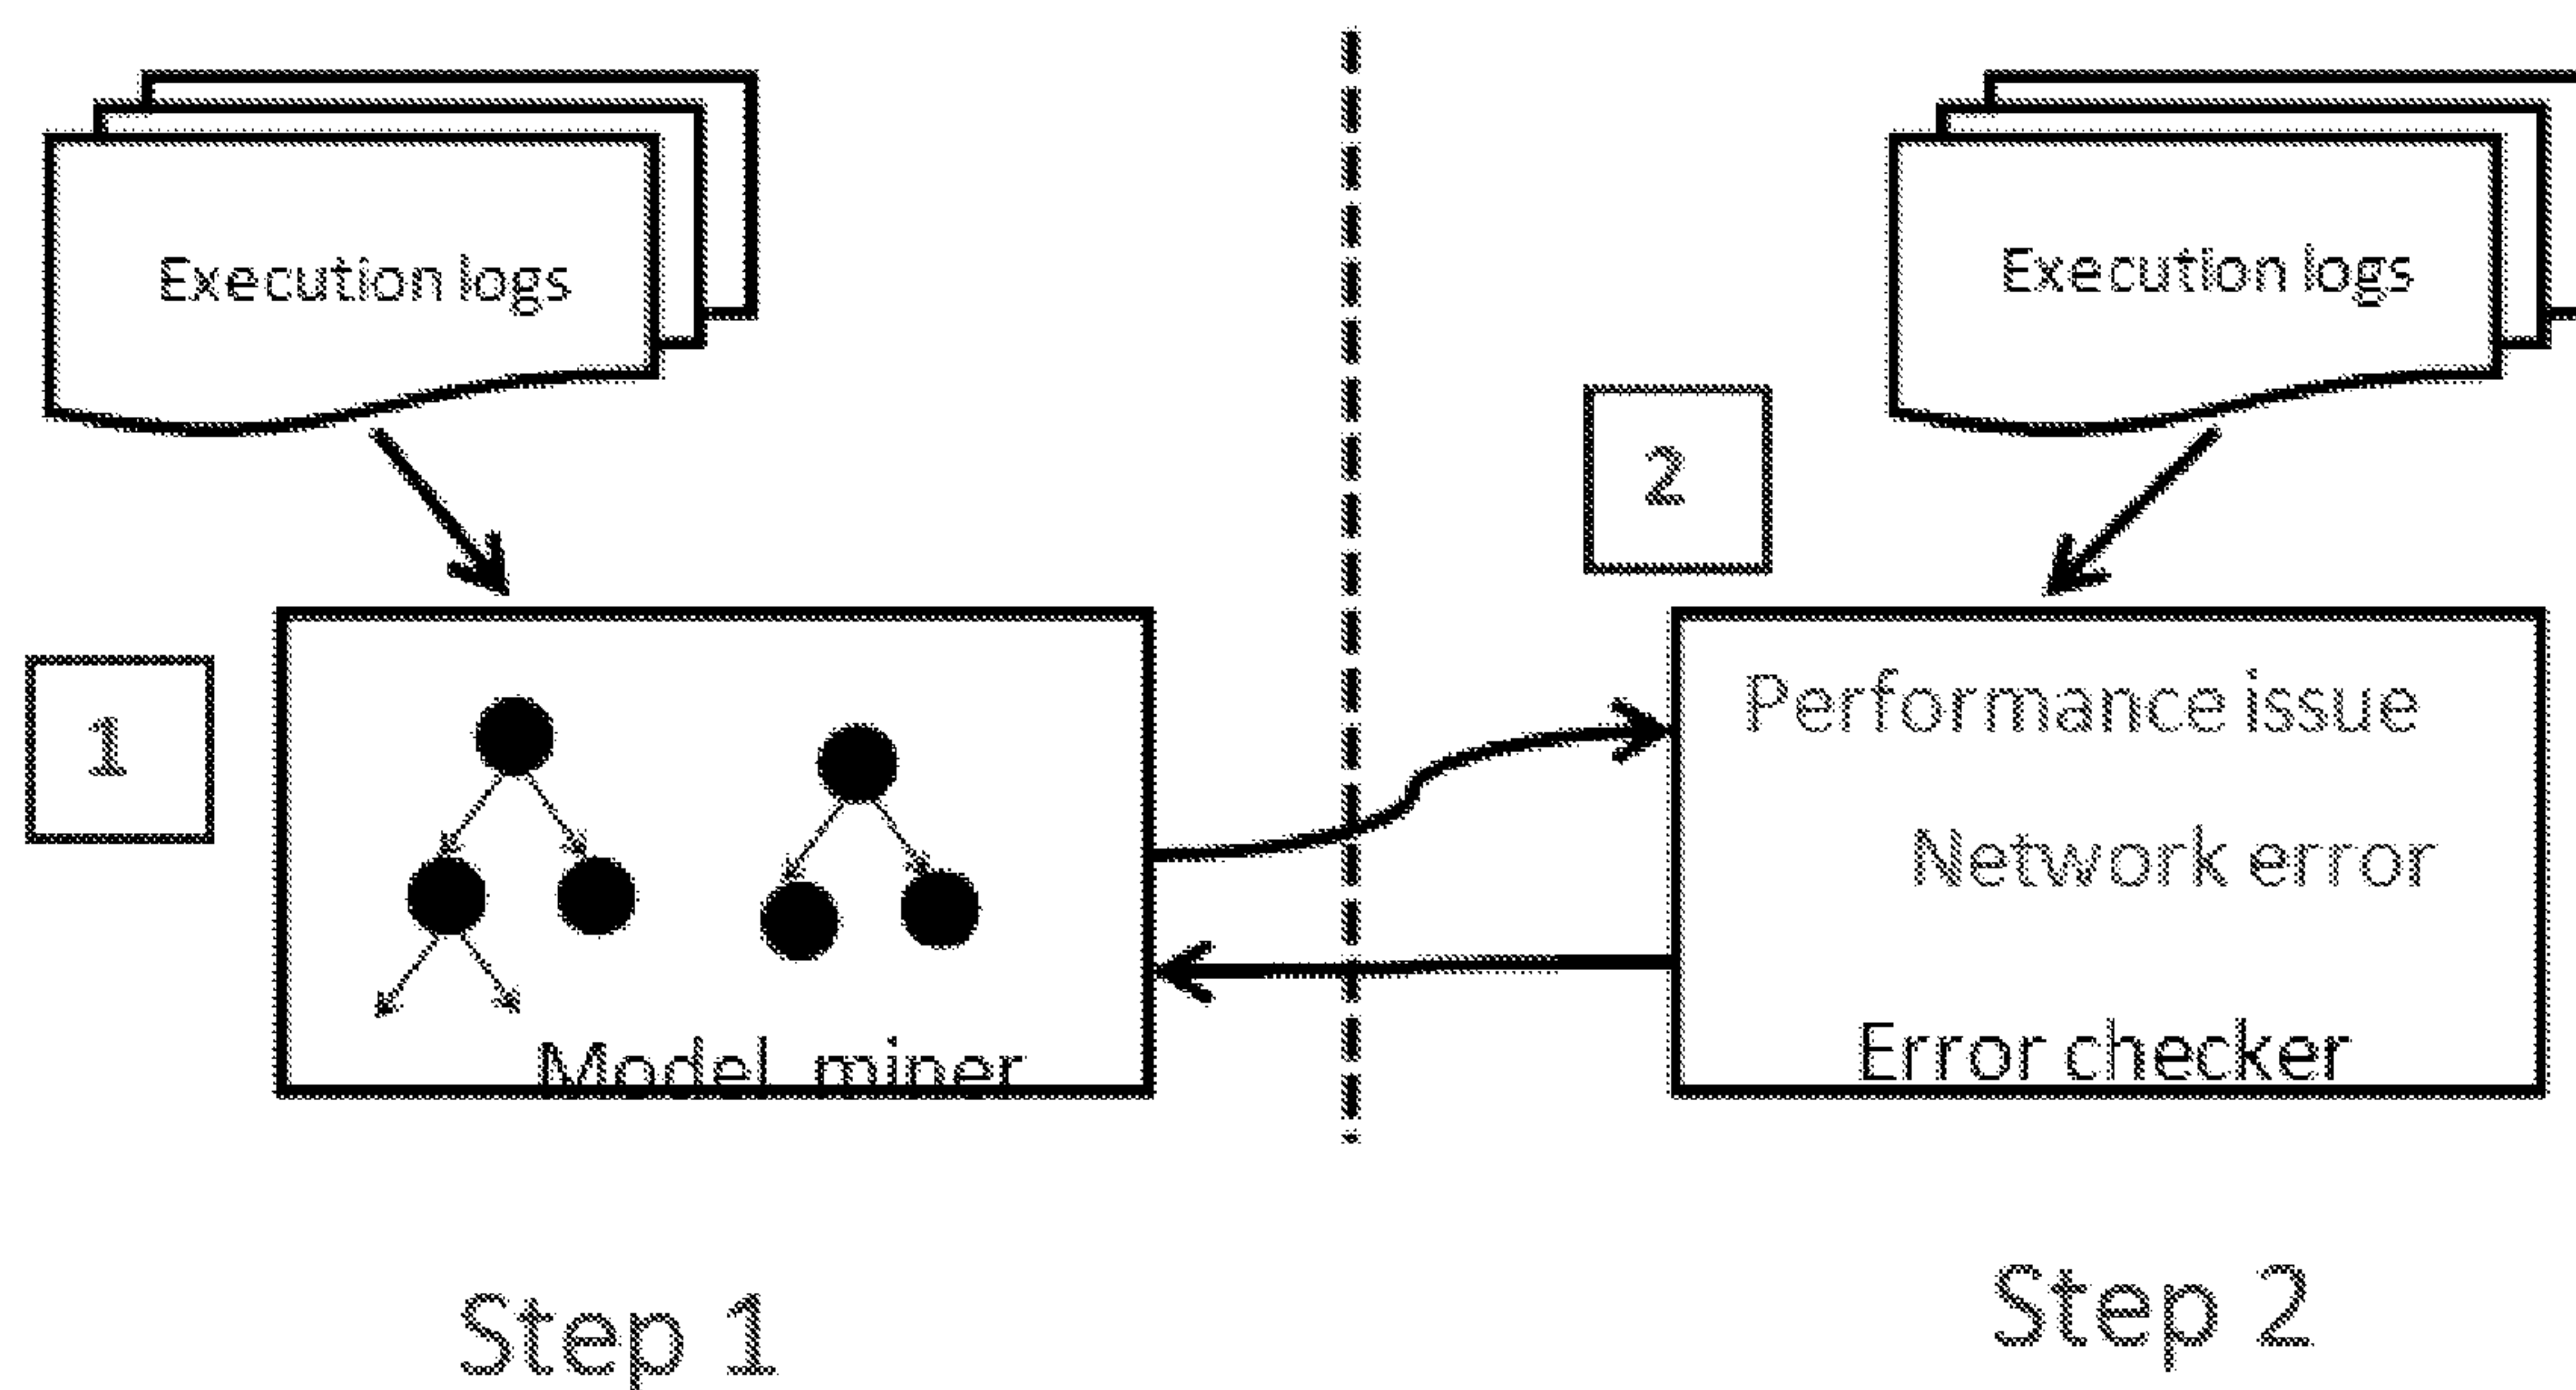 Execution logs
1
Model miner
Step 1
Execution logs
2
Performance issue
Network error
Error checker
Step 2